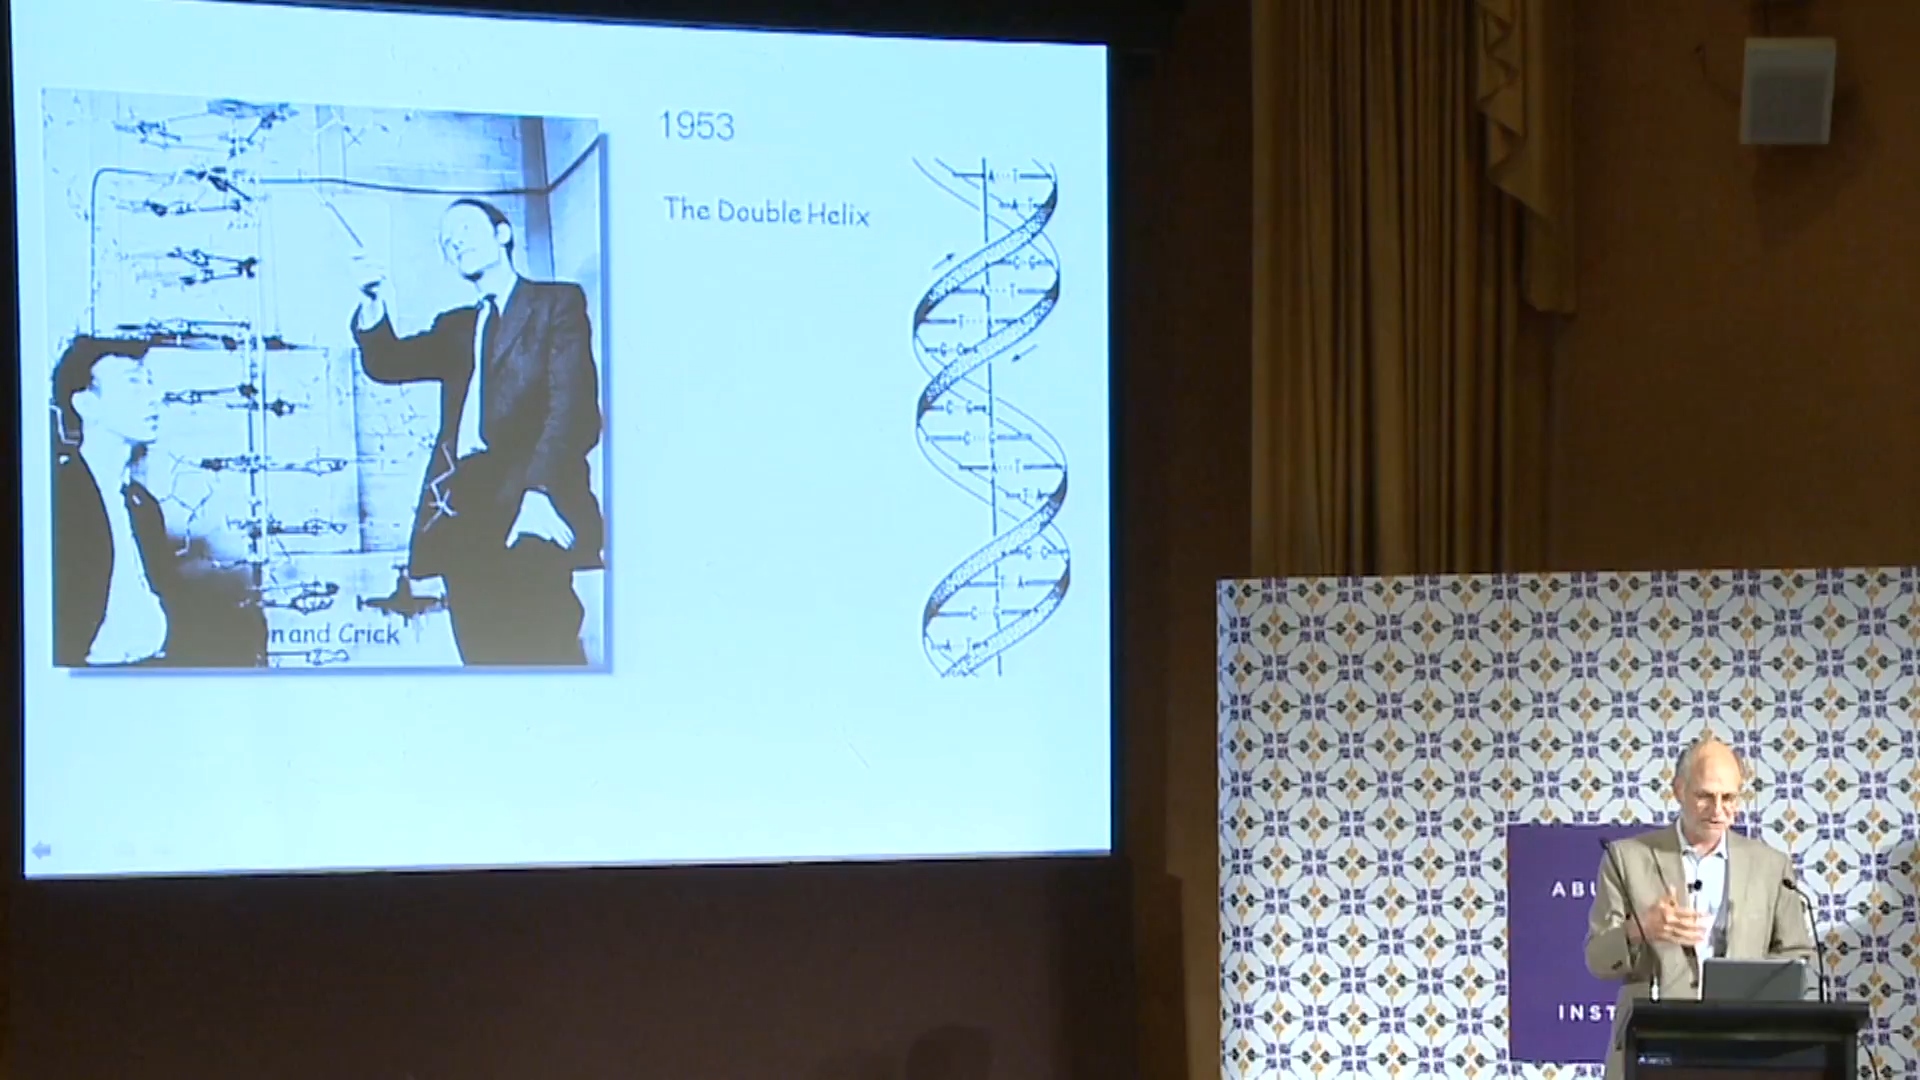 1953
The Double Helix
n and Crick
A T
A T
C G
A T
T A
G C
C G
C G
A T
T A
G C
T A
C G
A T
ABU
INST